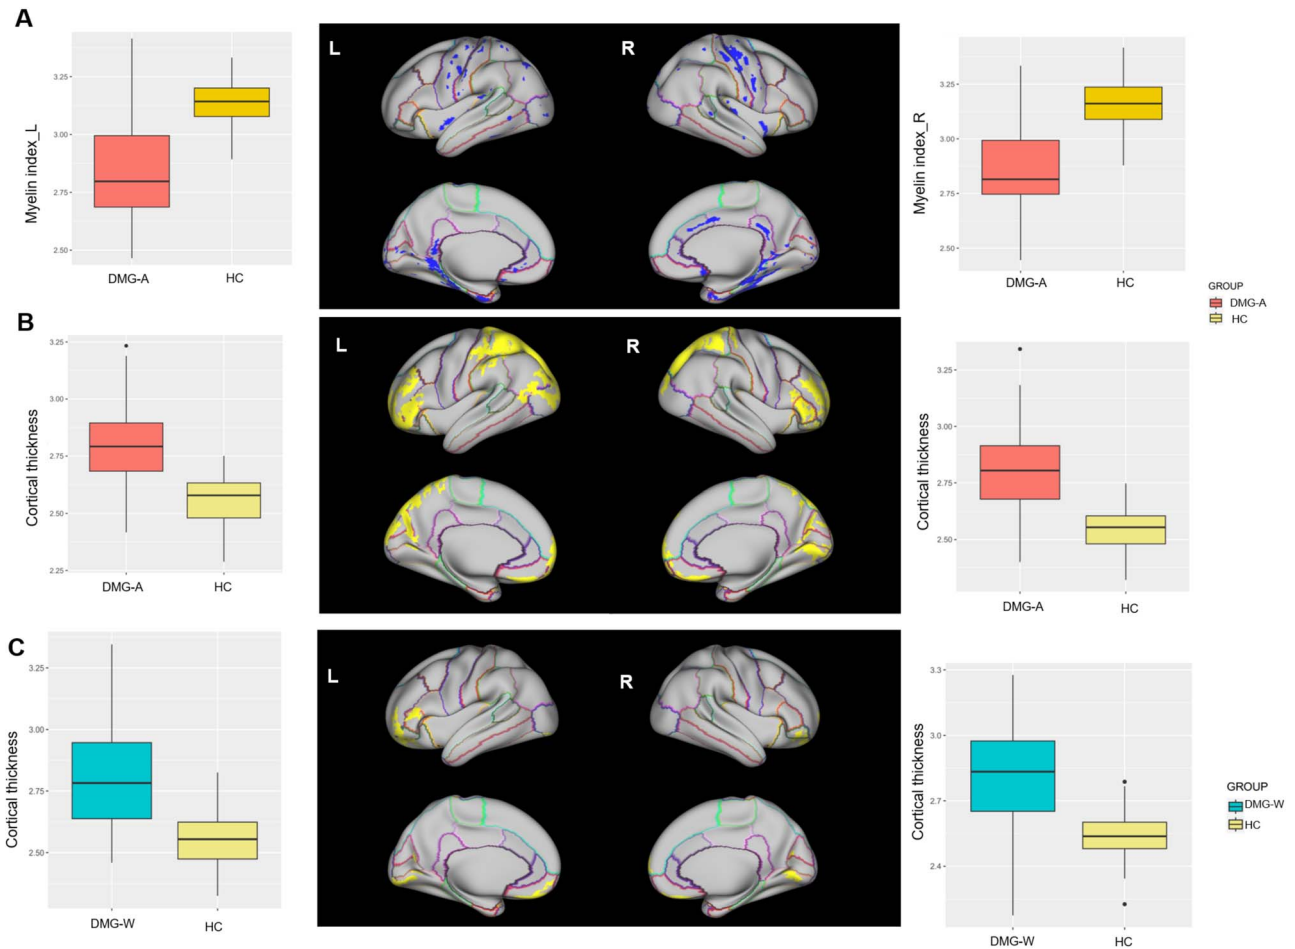 A
Myelin index_L
3.25
3.00
2.75
2.50
DMG-A
HC
L
R
Myelin index_R
3.25
3.00
2.75
2.50
DMG-A
HC
GROUP
DMG-A
HC
B
Cortical thickness
3.25
3.00
2.75
2.50
2.25
DMG-A
HC
L
R
Cortical thickness
3.00
2.75
2.50
DMG-A
HC
C
Cortical thickness
3.25
3.00
2.75
2.50
DMG-W
HC
L
R
Cortical thickness
3.3
3.0
2.7
2.4
DMG-W
HC
GROUP
DMG-W
HC